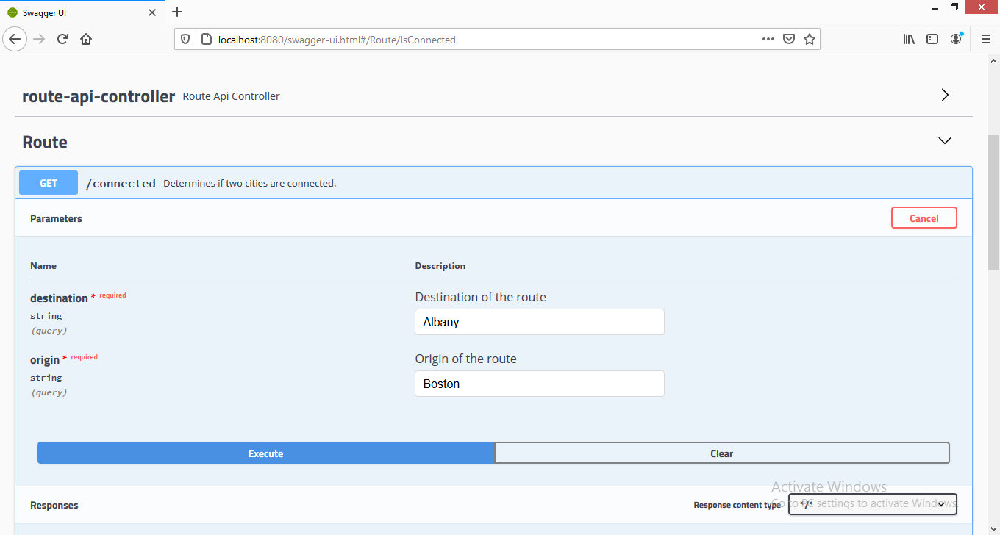 Swagger UI
localhost:8080/swagger-ui.html#/Route/IsConnected
route-api-controller Route Api Controller
Route
GET /connected Determines if two cities are connected.
Parameters Cancel
Name Description
destination * required Destination of the route
string Albany
(query)
origin * required Origin of the route
string Boston
(query)
Execute Clear
Activate Windows
Go to PC settings to activate Windows.
Responses Response content type */*